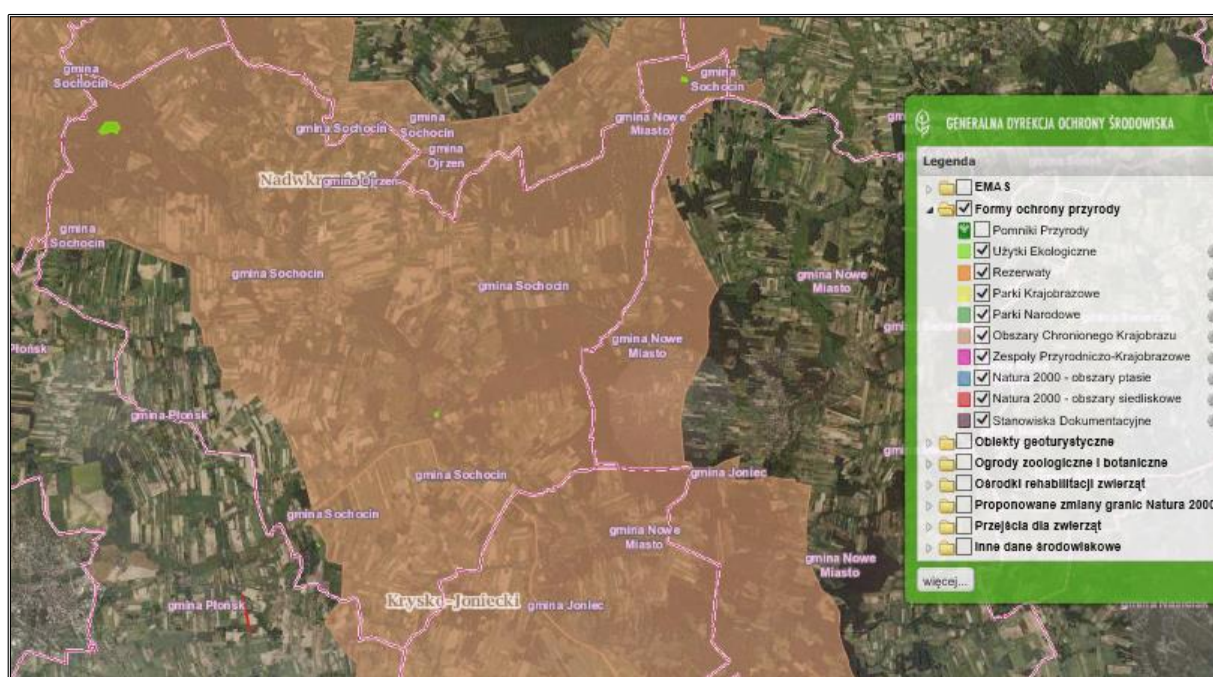 gmina
Sochocin
gmina
Sochocin
gmina Sochocin
gmina
Sochocin
gmina
Ojrzen
gmina Nowe
Miasto
gmina Ojrzen
gmina
Sochocin
gmina Sochocin
gmina Sochocin
gmina Nowe
Miasto
gmina Nowe
Miasto
Płońsk
gmina Płońsk
gmina Sochocin
gmina Joniec
gmina Sochocin
gmina Nowe
Miasto
gmina Nowe
Miasto
gmina Płońsk
Krysko-Joniecki
gmina Joniec
GENERALNA DYREKCJA OCHRONY ŚRODOWISKA
Legenda
EMAS
Formy ochrony przyrody
Pomniki Przyrody
Użytki Ekologiczne
Rezerwaty
Parki Krajobrazowe
Parki Narodowe
Obszary Chronionego Krajobrazu
Zespoły Przyrodniczo-Krajobrazowe
Natura 2000 - obszary ptasie
Natura 2000 - obszary siedliskowe
Stanowiska Dokumentacyjne
Obiekty geoturystyczne
Ogrody zoologiczne i botaniczne
Ośrodki rehabilitacji zwierząt
Proponowane zmiany granic Natura 2000
Przejścia dla zwierząt
Inne dane środowiskowe
więcej...